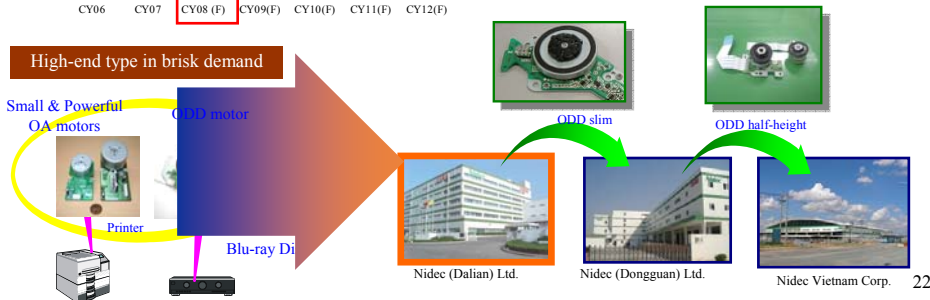 CY06 CY07 CY08 (F) CY09(F) CY10(F) CY11(F) CY12(F)
High-end type in brisk demand
Small & Powerful
OA motors
ODD motor
Printer
Blu-ray Di
ODD slim
ODD half-height
Nidec (Dalian) Ltd.
Nidec (Dongguan) Ltd.
Nidec Vietnam Corp.
22